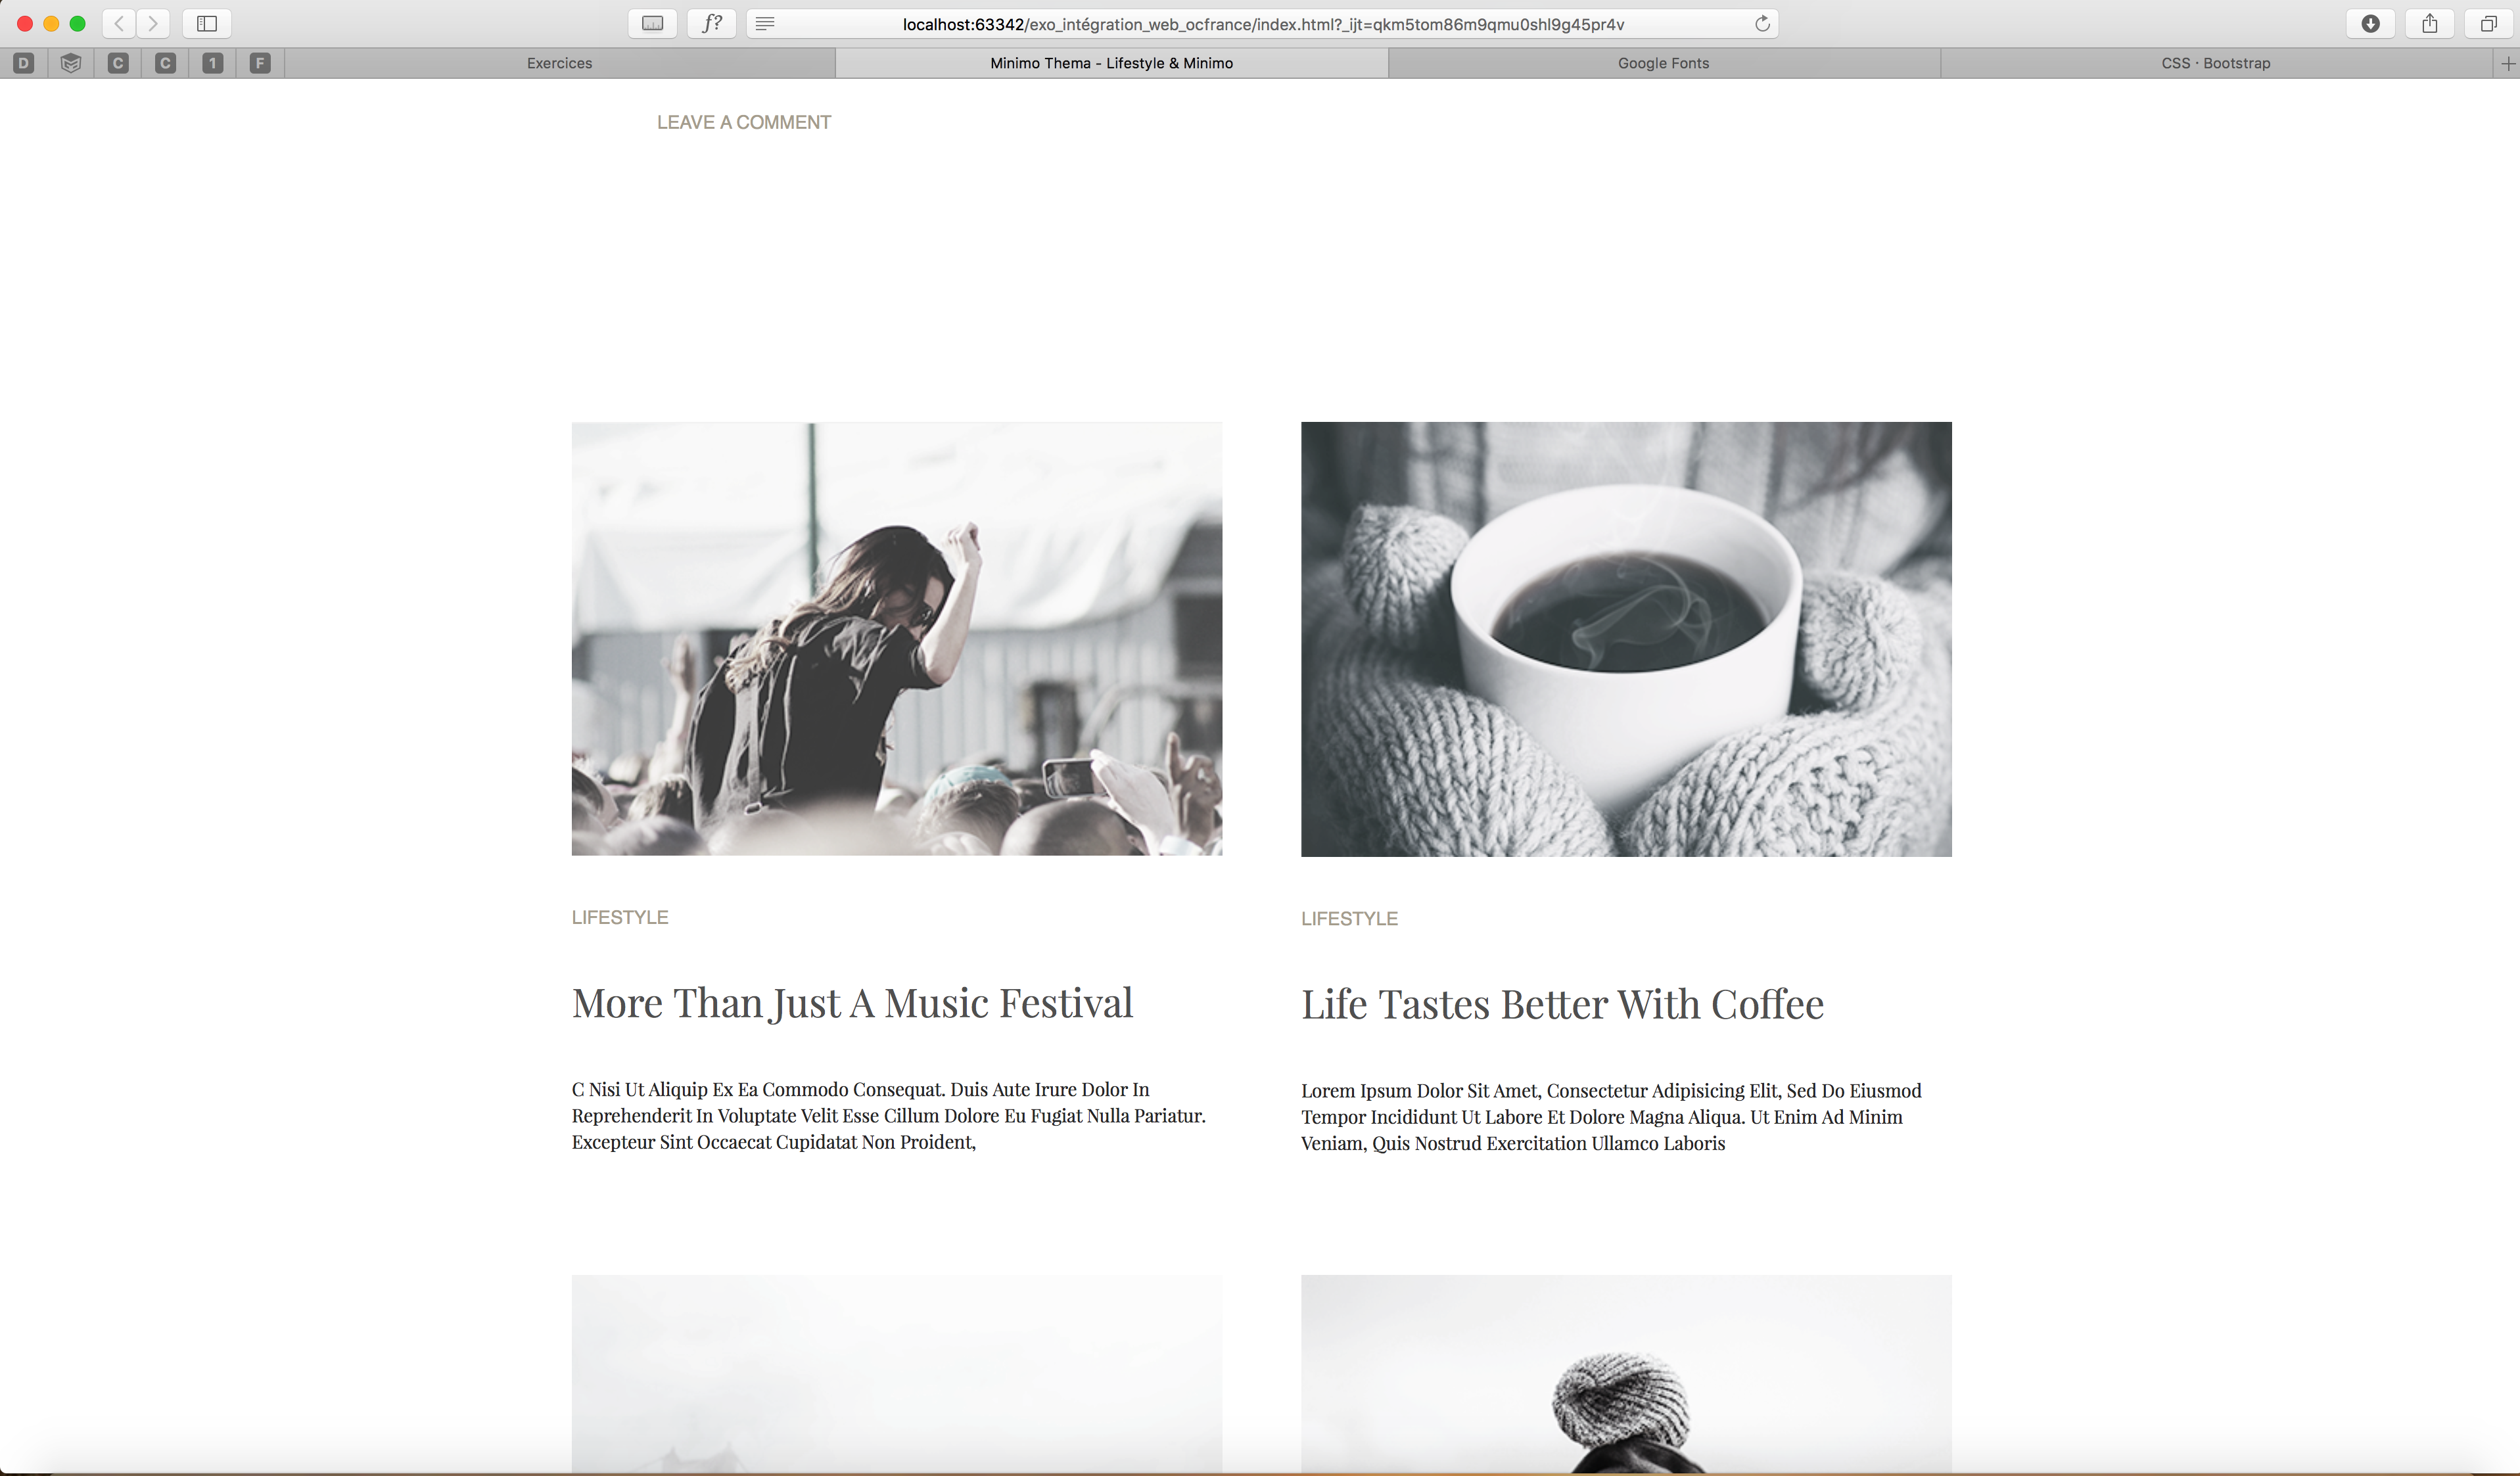 f?
localhost:63342/exo_intégration_web_ocfrance/index.html?_ijt=qkm5tom86m9qmu0shl9g45pr4v
D
C
C
1
F
Exercices
Minimo Thema - Lifestyle & Minimo
Google Fonts
CSS · Bootstrap
LEAVE A COMMENT
LIFESTYLE
More Than Just A Music Festival
C Nisi Ut Aliquip Ex Ea Commodo Consequat. Duis Aute Irure Dolor In
Reprehenderit In Voluptate Velit Esse Cillum Dolore Eu Fugiat Nulla Pariatur.
Excepteur Sint Occaecat Cupidatat Non Proident,
LIFESTYLE
Life Tastes Better With Coffee
Lorem Ipsum Dolor Sit Amet, Consectetur Adipisicing Elit, Sed Do Eiusmod
Tempor Incididunt Ut Labore Et Dolore Magna Aliqua. Ut Enim Ad Minim
Veniam, Quis Nostrud Exercitation Ullamco Laboris